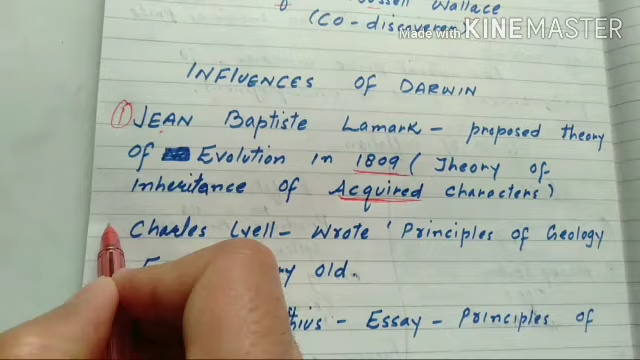 Russell Wallace
(Co-discoverer)
Made with KINEMASTER
INFLUENCES OF DARWIN
① JEAN Baptiste Lamark - proposed theory
of Evolution in 1809 ( Theory of
inheritance of Acquired characters)
Charles Lyell - Wrote 'Principles of Geology
old.
Essay - Principles of